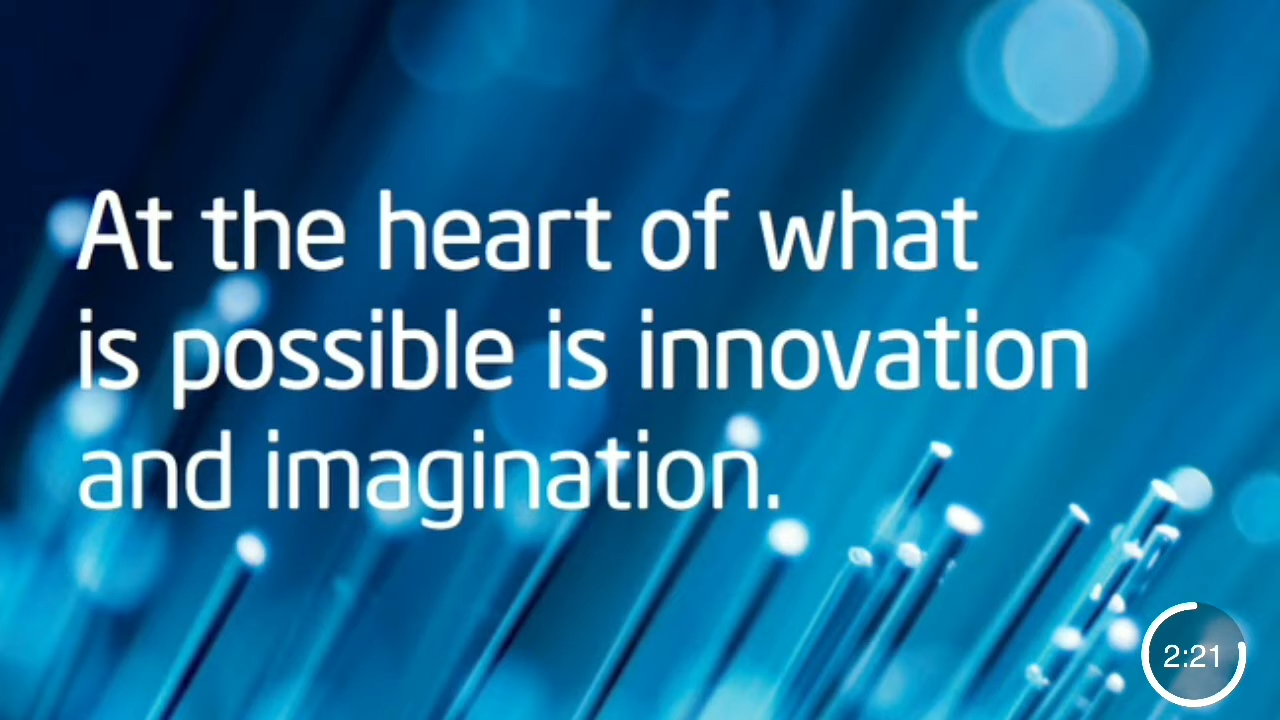 At the heart of what
is possible is innovation
and imagination.
2:21